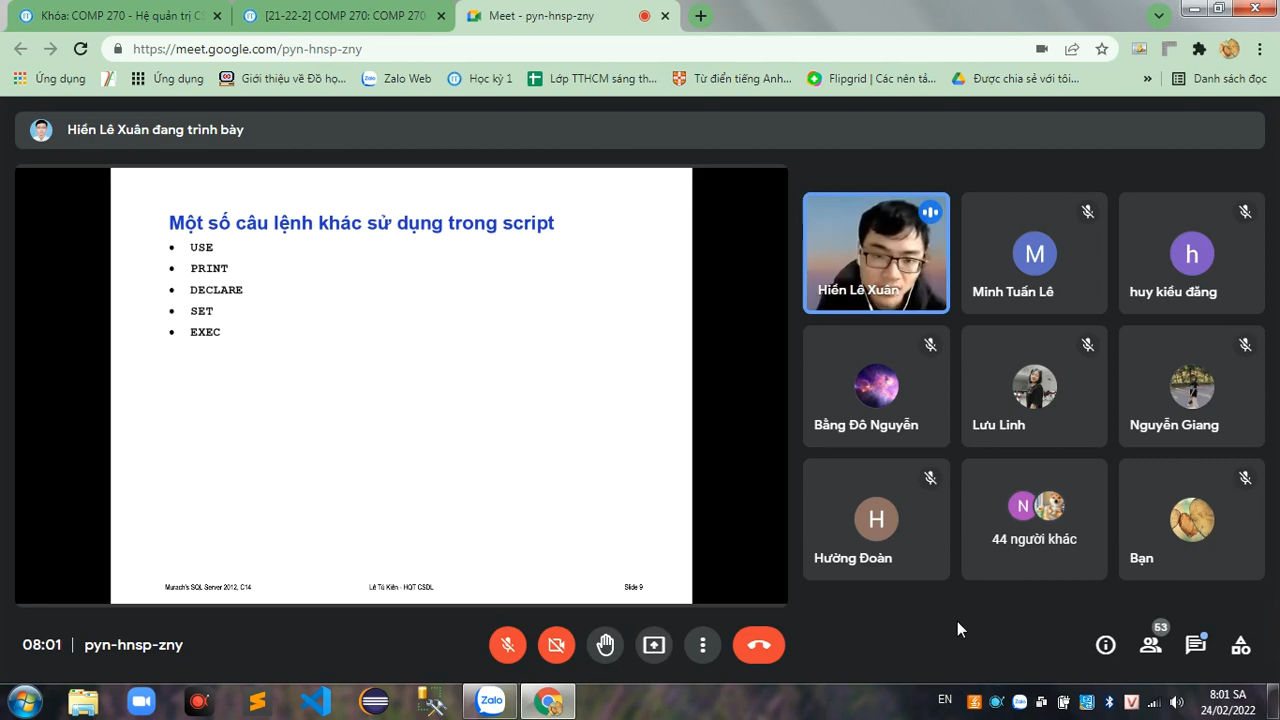 Khóa: COMP 270 - Hệ quản trị CS
[21-22-2] COMP 270: COMP 270
Meet - pyn-hnsp-zny
https://meet.google.com/pyn-hnsp-zny
Ứng dụng
Ứng dụng
Giới thiệu về Đồ họ...
Zalo Web
Học kỳ 1
Lớp TTHCM sáng th...
Từ điển tiếng Anh...
Flipgrid | Các nền tả...
Được chia sẻ với tôi...
»
Danh sách đọc
Hiển Lê Xuân đang trình bày
Một số câu lệnh khác sử dụng trong script
• USE
• PRINT
• DECLARE
• SET
• EXEC
Murach's SQL Server 2012, C14
Lê Tú Kiên - HQT CSDL
Slide 9
Hiển Lê Xuân
M
Minh Tuấn Lê
h
huy kiều đăng
Bằng Đô Nguyễn
Lưu Linh
Nguyễn Giang
H
Hường Đoàn
N
44 người khác
Bạn
08:01 | pyn-hnsp-zny
53
Zalo
EN
V
8:01 SA
24/02/2022